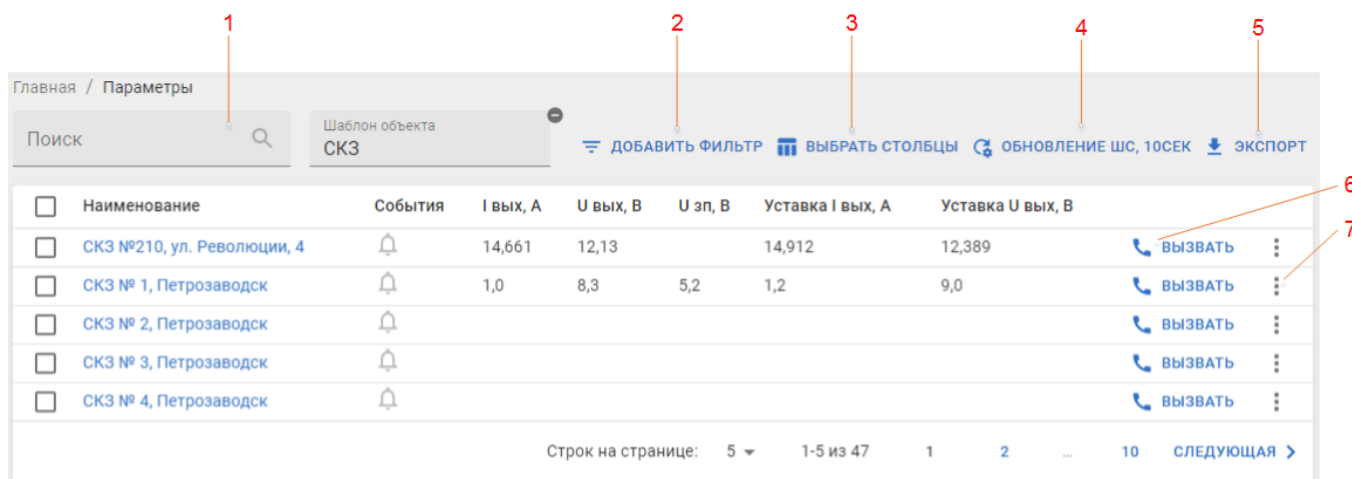 1 2 3 4 5
Главная / Параметры
Поиск
Шаблон объекта
СКЗ
ДОБАВИТЬ ФИЛЬТР ВЫБРАТЬ СТОЛБЦЫ ОБНОВЛЕНИЕ ШС, 10СЕК ЭКСПОРТ
6
Наименование События I вых, А U вых, В U зп, В Уставка I вых, А Уставка U вых, В
7
СКЗ №210, ул. Революции, 4 14,661 12,13 14,912 12,389 ВЫЗВАТЬ
СКЗ № 1, Петрозаводск 1,0 8,3 5,2 1,2 9,0 ВЫЗВАТЬ
СКЗ № 2, Петрозаводск ВЫЗВАТЬ
СКЗ № 3, Петрозаводск ВЫЗВАТЬ
СКЗ № 4, Петрозаводск ВЫЗВАТЬ
Строк на странице: 5 1-5 из 47 1 2 ... 10 СЛЕДУЮЩАЯ